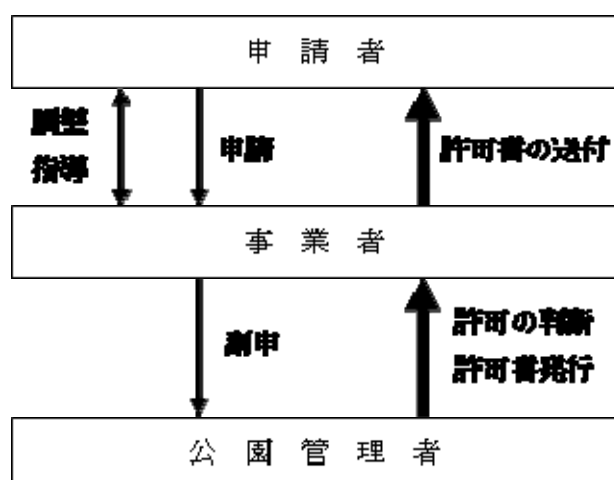 申請者
調整
指導
申請
許可書の送付
事業者
副申
許可の判断
許可書発行
公園管理者